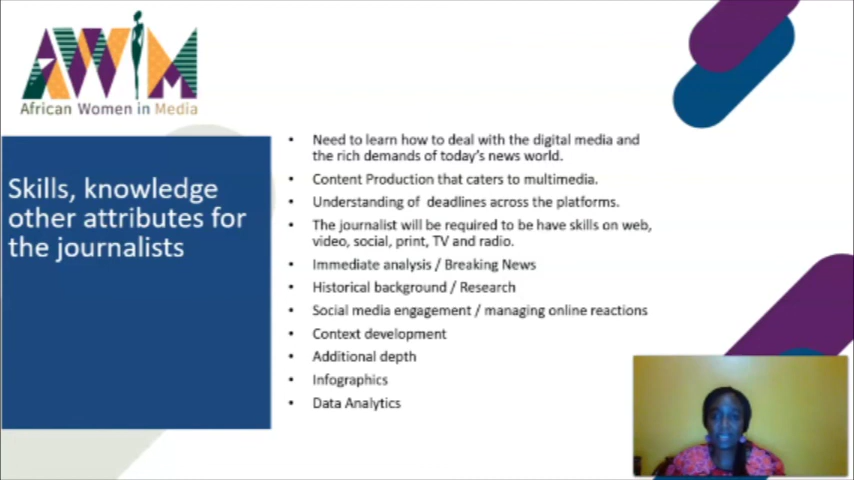 AWiM
African Women in Media
Skills, knowledge
other attributes for
the journalists
• Need to learn how to deal with the digital media and
the rich demands of today's news world.
• Content Production that caters to multimedia.
• Understanding of deadlines across the platforms.
• The journalist will be required to be have skills on web,
video, social, print, TV and radio.
• Immediate analysis / Breaking News
• Historical background / Research
• Social media engagement / managing online reactions
• Context development
• Additional depth
• Infographics
• Data Analytics